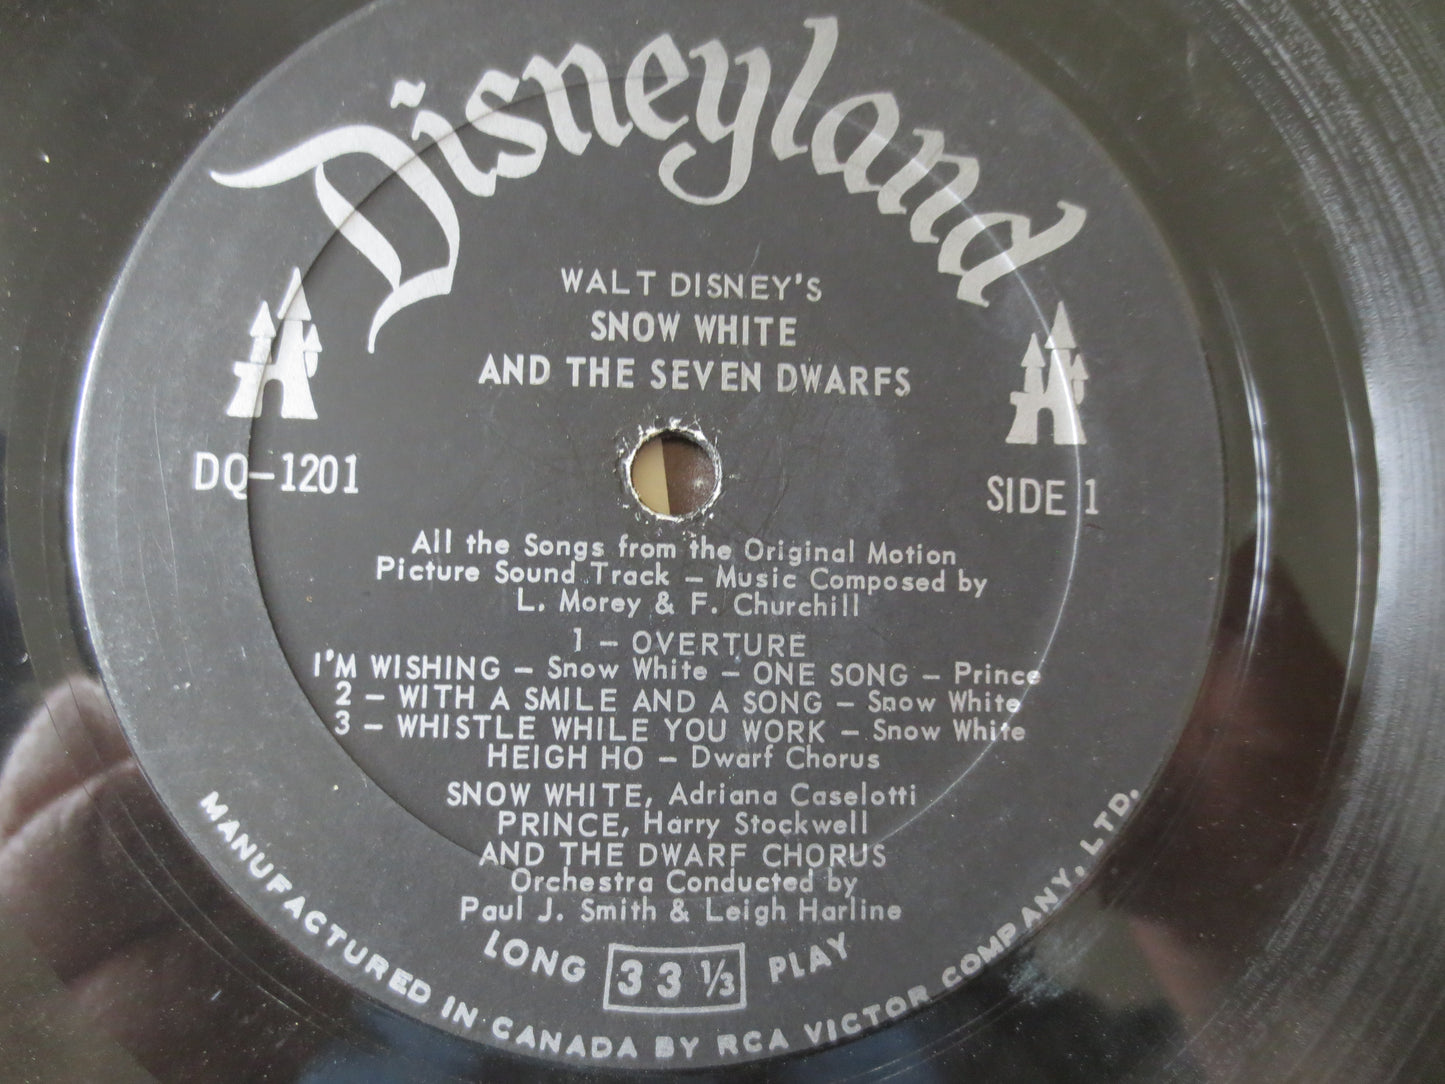 Disneyland
WALT DISNEY'S
SNOW WHITE
AND THE SEVEN DWARFS
DQ-1201
SIDE 1
All the Songs from the Original Motion
Picture Sound Track – Music Composed by
L. Morey & F. Churchill
1 – OVERTURE
I'M WISHING – Snow White – ONE SONG – Prince
2 – WITH A SMILE AND A SONG – Snow White
3 – WHISTLE WHILE YOU WORK – Snow White
HEIGH HO – Dwarf Chorus
SNOW WHITE, Adriana Caselotti
PRINCE, Harry Stockwell
AND THE DWARF CHORUS
Orchestra Conducted by
Paul J. Smith & Leigh Harline
LONG 33 1/3 PLAY
MANUFACTURED IN CANADA BY RCA VICTOR COMPANY, LTD.